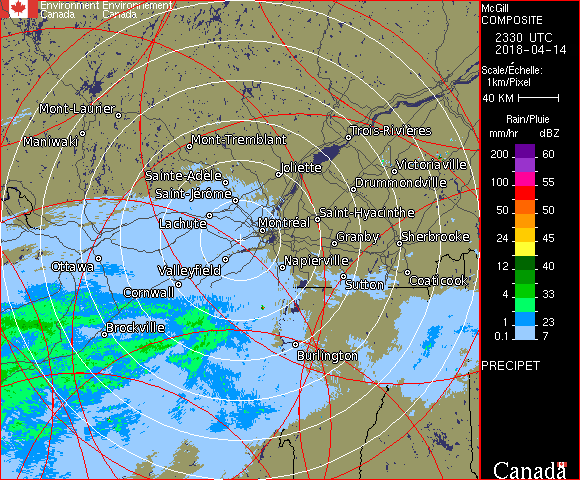 Environment Environnement
Canada Canada
McGill
COMPOSITE
2330 UTC
2018-04-14
Scale/Échelle:
1km/Pixel
40 KM
Rain/Pluie
mm/hr dBZ
200 60
100 55
50 50
24 45
12 40
4 33
1 23
0.1 7
PRECIPET
Canada
Mont-Laurier
Maniwaki
Mont-Tremblant
Trois-Rivières
Joliette
Victoriaville
Sainte-Adèle
Drummondville
Saint-Jérôme
Lachute
Montréal
Saint-Hyacinthe
Granby
Sherbrooke
Ottawa
Valleyfield
Napierville
Cornwall
Sutton
Coaticook
Brockville
Burlington